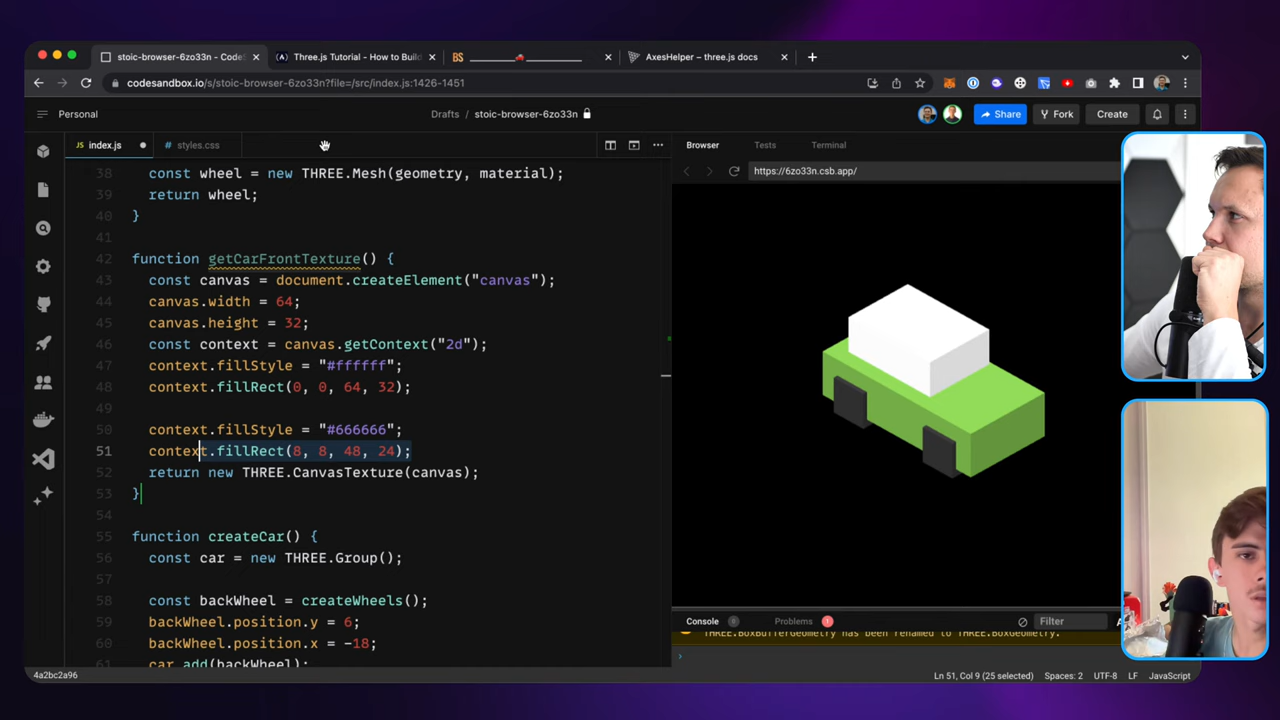 stoic-browser-6zo33n - CodeS
Three.js Tutorial - How to Buil
BS
AxesHelper – three.js docs
codesandbox.io/s/stoic-browser-6zo33n?file=/src/index.js:1426-1451
Personal
Drafts / stoic-browser-6zo33n
Share
Fork
Create
JS index.js
styles.css
38 const wheel = new THREE.Mesh(geometry, material);
39 return wheel;
40 }
41
42 function getCarFrontTexture() {
43 const canvas = document.createElement("canvas");
44 canvas.width = 64;
45 canvas.height = 32;
46 const context = canvas.getContext("2d");
47 context.fillStyle = "#ffffff";
48 context.fillRect(0, 0, 64, 32);
49
50 context.fillStyle = "#666666";
51 context.fillRect(8, 8, 48, 24);
52 return new THREE.CanvasTexture(canvas);
53 }
54
55 function createCar() {
56 const car = new THREE.Group();
57
58 const backWheel = createWheels();
59 backWheel.position.y = 6;
60 backWheel.position.x = -18;
61 car.add(backWheel);
Browser
Tests
Terminal
https://6zo33n.csb.app/
Console
Problems
Filter
THREE.BoxBufferGeometry has been renamed to THREE.BoxGeometry.
4a2bc2a96
Ln 51, Col 9 (25 selected)
Spaces: 2
UTF-8
LF
JavaScript